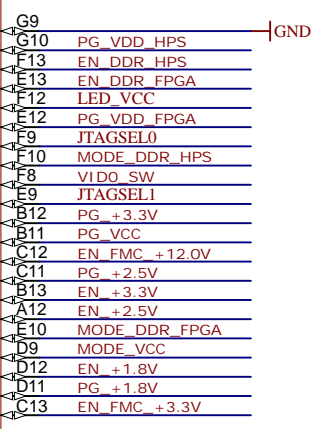 G9 GND
G10 PG_VDD_HPS
F13 EN_DDR_HPS
E13 EN_DDR_FPGA
F12 LED_VCC
E12 PG_VDD_FPGA
F9 JTAGSEL0
F10 MODE_DDR_HPS
F8 VID0_SW
E9 JTAGSEL1
B12 PG_+3.3V
B11 PG_VCC
C12 EN_FMC_+12.0V
C11 PG_+2.5V
B13 EN_+3.3V
A12 EN_+2.5V
E10 MODE_DDR_FPGA
D9 MODE_VCC
D12 EN_+1.8V
D11 PG_+1.8V
C13 EN_FMC_+3.3V